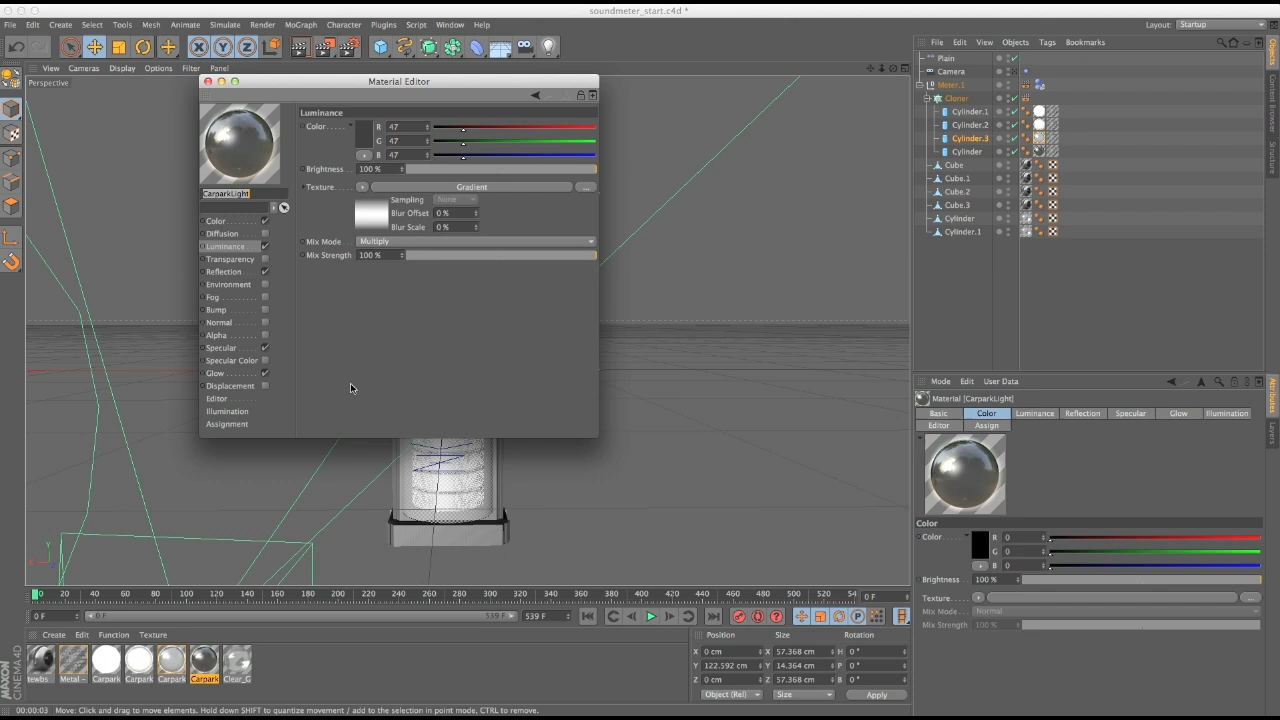 soundmeter_start.c4d *
File Edit Create Select Tools Mesh Animate Simulate Render MoGraph Character Plugins Script Window Help
Layout: Startup
File Edit View Objects Tags Bookmarks
View Cameras Display Options Filter Panel
Perspective
Material Editor
Luminance
Color R 47
G 47
B 47
Brightness 100 %
Texture Gradient ...
Sampling None
Blur Offset 0 %
Blur Scale 0 %
Mix Mode Multiply
Mix Strength 100 %
CarparkLight
Color
Diffusion
Luminance
Transparency
Reflection
Environment
Fog
Bump
Normal
Alpha
Specular
Specular Color
Glow
Displacement
Editor
Illumination
Assignment
Plain
Camera
Meter.1
Cloner
Cylinder.1
Cylinder.2
Cylinder.3
Cylinder
Cube
Cube.1
Cube.2
Cube.3
Cylinder
Cylinder.1
Objects
Content Browser
Structure
Mode Edit User Data
Material [CarparkLight]
Basic Color Luminance Reflection Specular Glow Illumination
Editor Assign
Color
Color R 0
G 0
B 0
Brightness 100 %
Texture ...
Mix Mode Normal
Mix Strength 100 %
Attributes
Layers
0 20 40 60 80 100 120 140 160 180 200 220 240 260 280 300 320 340 360 380 400 420 440 460 480 500 520 54 0 F
0 F 0 F 539 F 539 F
Create Edit Function Texture
tewbs Metal - Carpark Carpark Carpark Carpark Clear_G
Position Size Rotation
X 0 cm X 57.368 cm H 0 °
Y 122.592 cm Y 14.364 cm P 0 °
Z 0 cm Z 57.368 cm B 0 °
Object (Rel) Size Apply
MAXON CINEMA4D
00:00:03 Move: Click and drag to move elements. Hold down SHIFT to quantize movement / add to the selection in point mode, CTRL to remove.